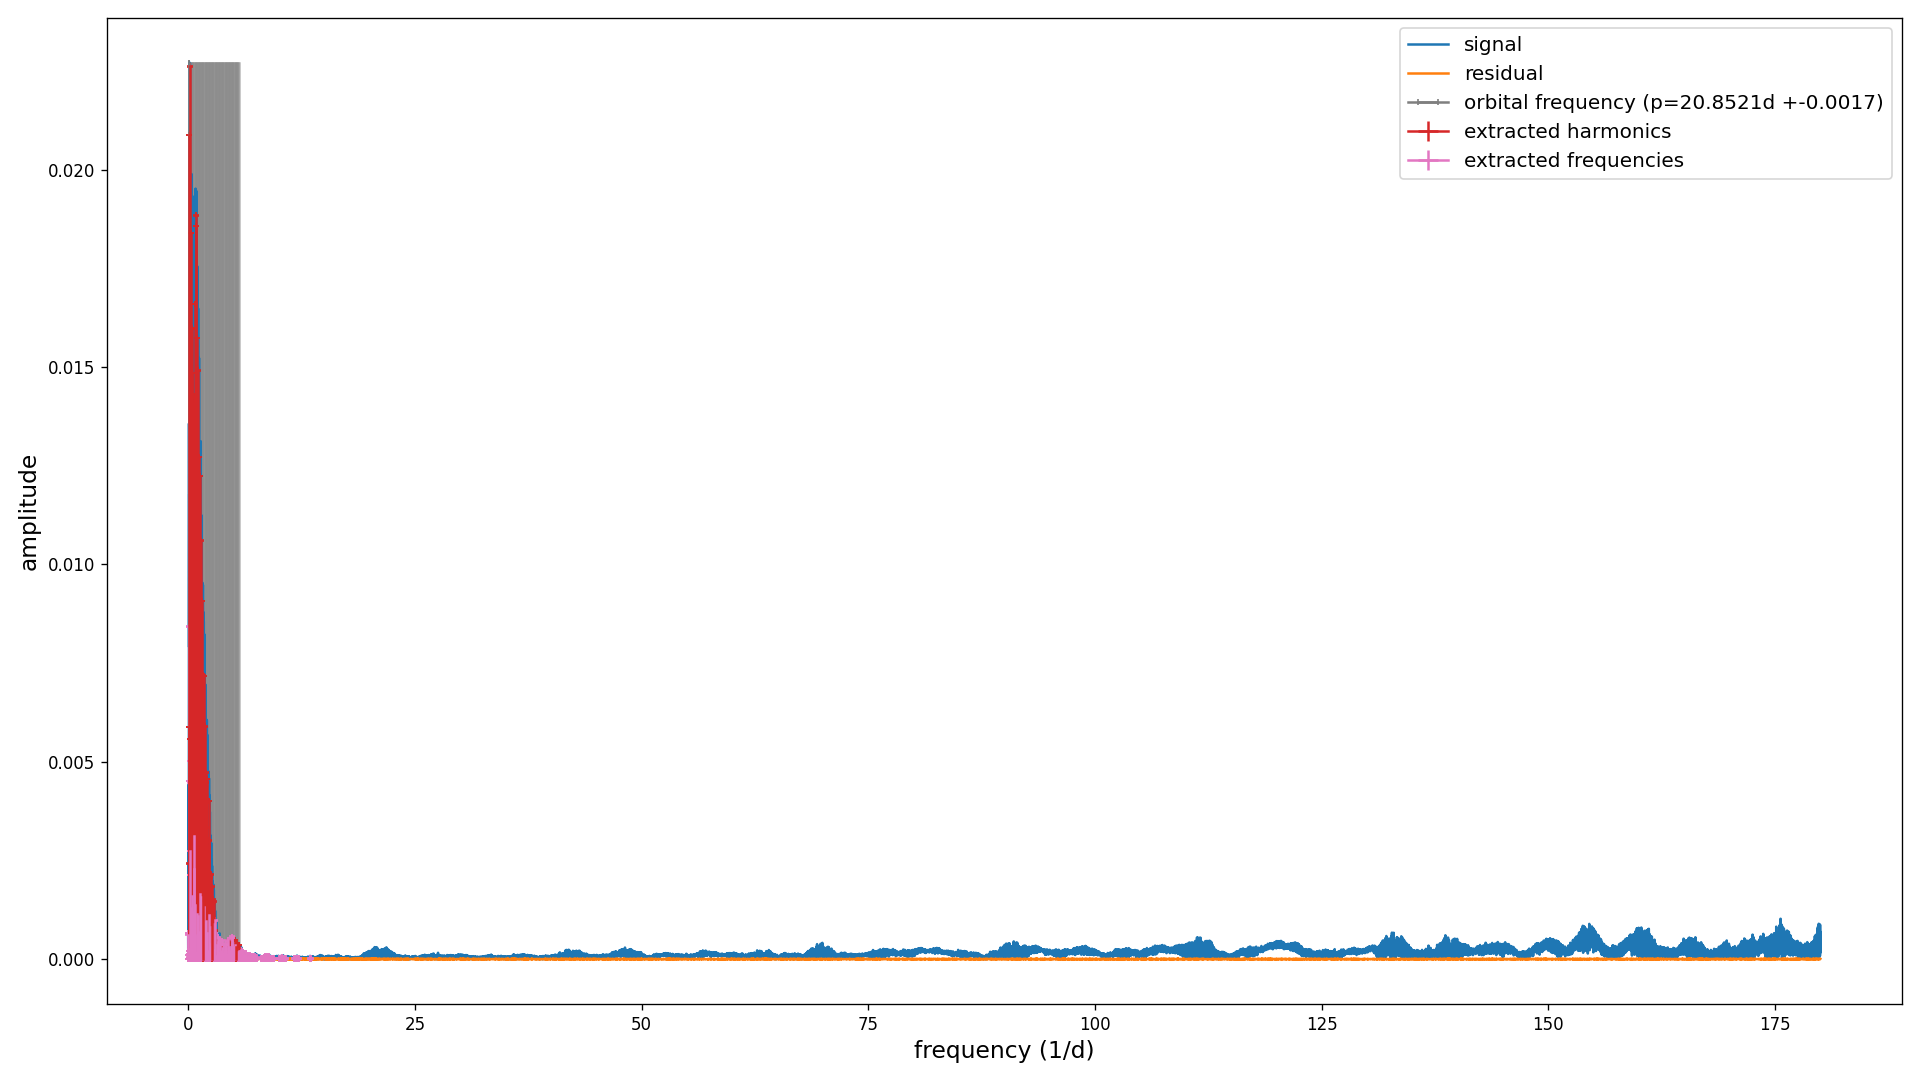 signal
residual
orbital frequency (p=20.8521d +-0.0017)
extracted harmonics
extracted frequencies
0.020
0.015
0.010
0.005
0.000
amplitude
0 25 50 75 100 125 150 175
frequency (1/d)